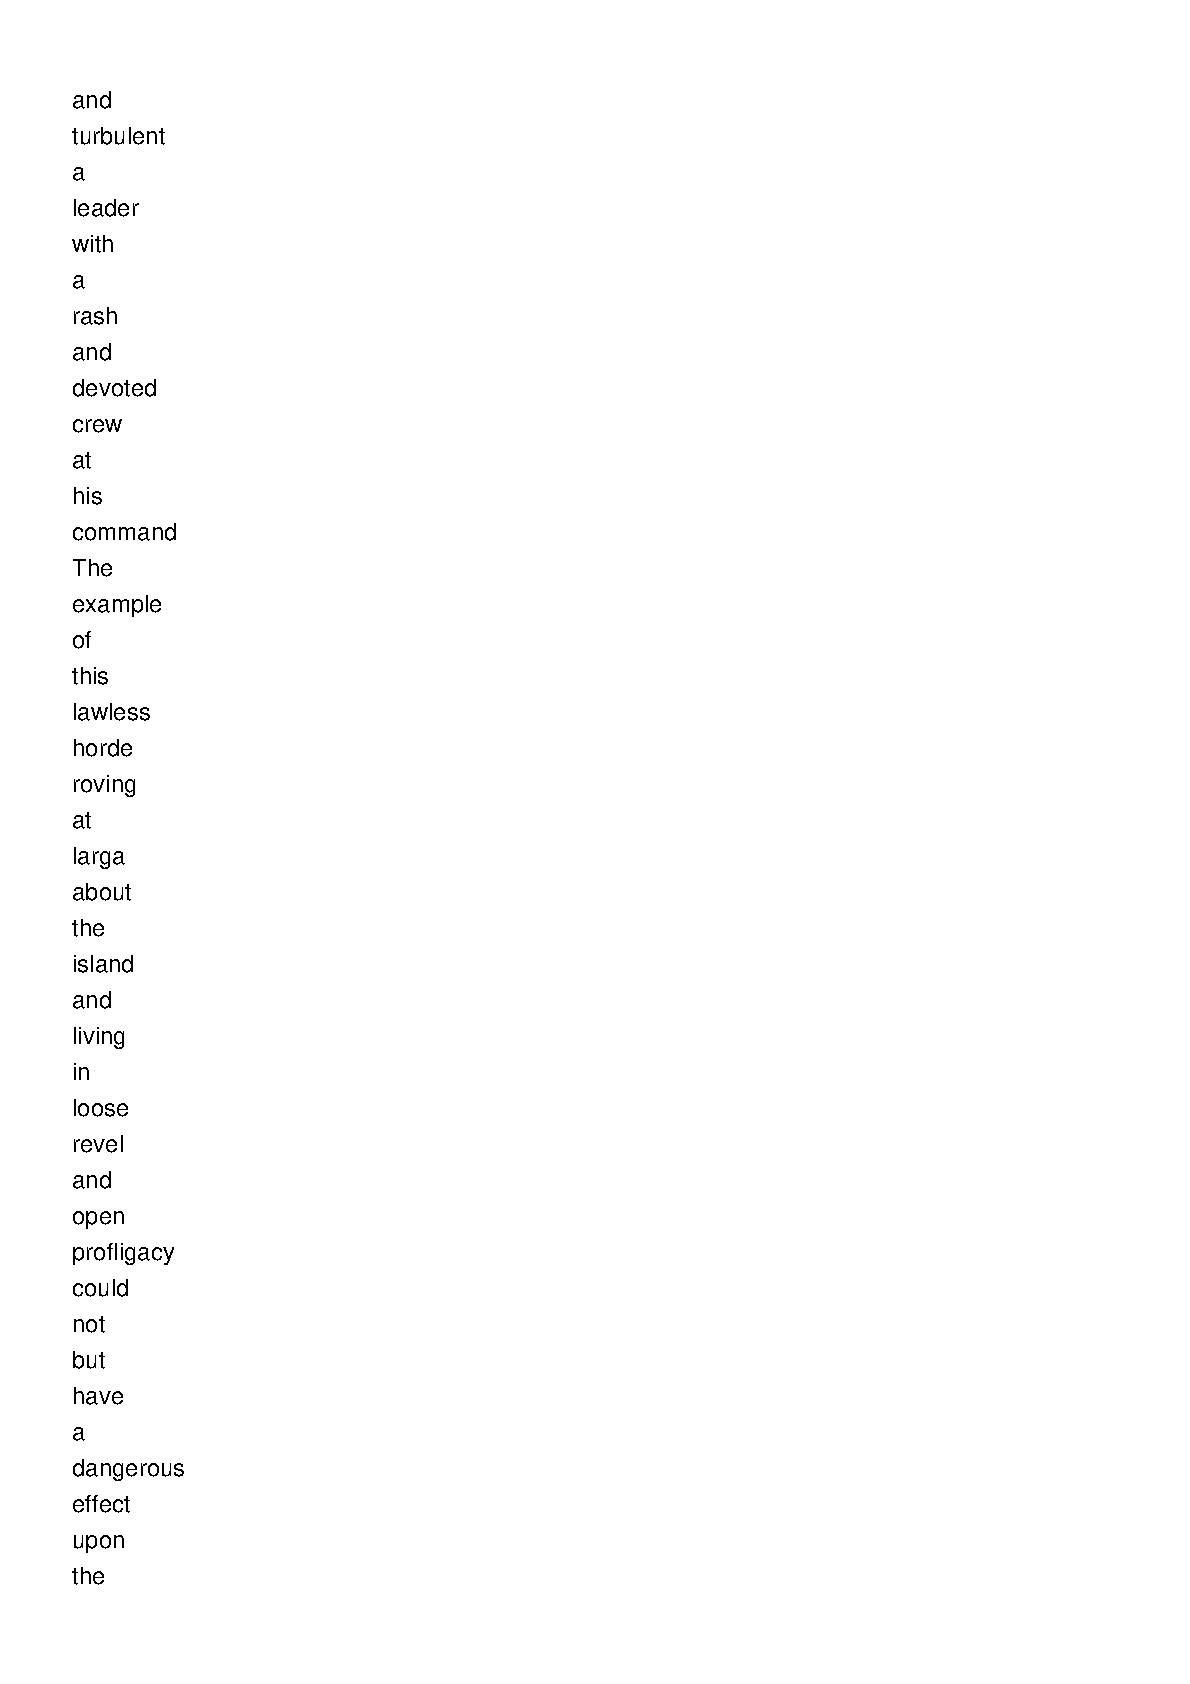 and
turbulent
a
leader
with
a
rash
and
devoted
crew
at
his
command
The
example
of
this
lawless
horde
roving
at
larga
about
the
island
and
living
in
loose
revel
and
open
profligacy
could
not
but
have
a
dangerous
effect
upon
the